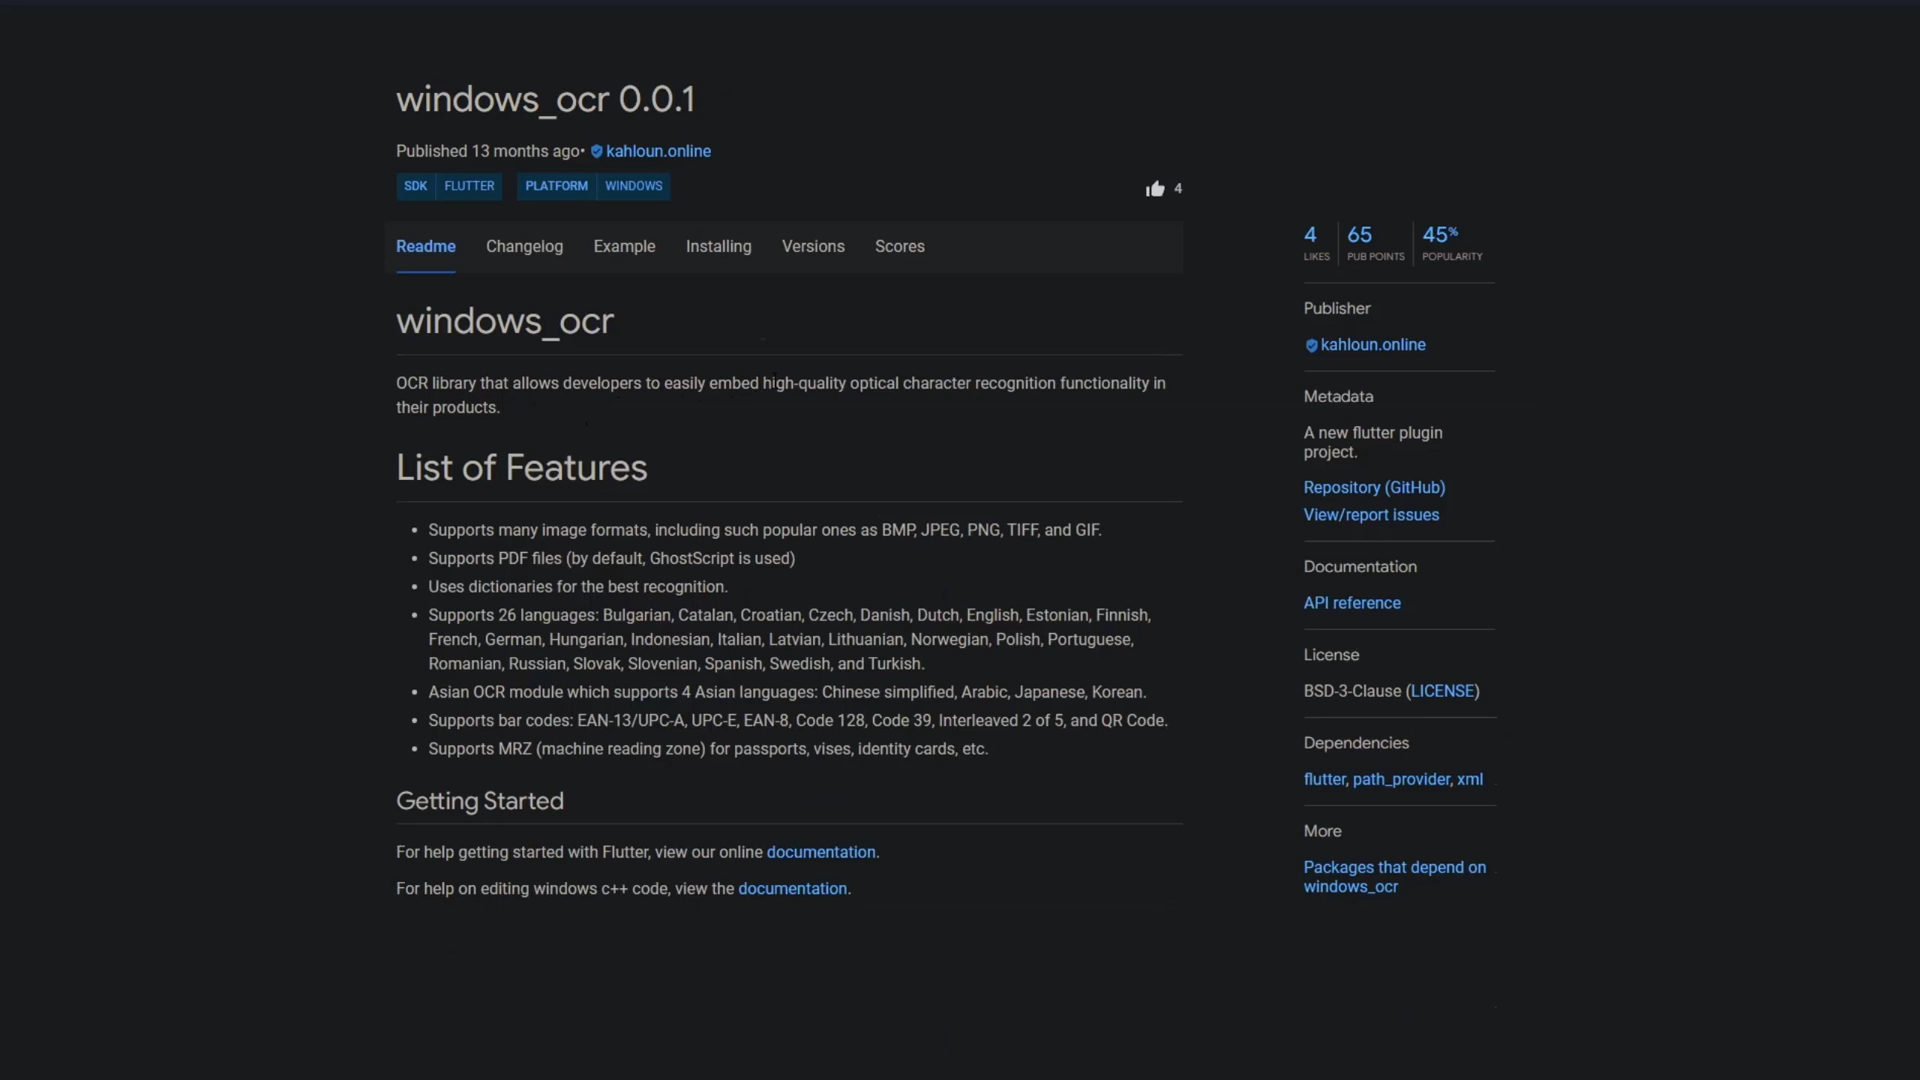 windows_ocr 0.0.1
Published 13 months ago• kahloun.online
SDK FLUTTER PLATFORM WINDOWS
4
Readme Changelog Example Installing Versions Scores
windows_ocr
OCR library that allows developers to easily embed high-quality optical character recognition functionality in
their products.
List of Features
• Supports many image formats, including such popular ones as BMP, JPEG, PNG, TIFF, and GIF.
• Supports PDF files (by default, GhostScript is used)
• Uses dictionaries for the best recognition.
• Supports 26 languages: Bulgarian, Catalan, Croatian, Czech, Danish, Dutch, English, Estonian, Finnish,
French, German, Hungarian, Indonesian, Italian, Latvian, Lithuanian, Norwegian, Polish, Portuguese,
Romanian, Russian, Slovak, Slovenian, Spanish, Swedish, and Turkish.
• Asian OCR module which supports 4 Asian languages: Chinese simplified, Arabic, Japanese, Korean.
• Supports bar codes: EAN-13/UPC-A, UPC-E, EAN-8, Code 128, Code 39, Interleaved 2 of 5, and QR Code.
• Supports MRZ (machine reading zone) for passports, vises, identity cards, etc.
Getting Started
For help getting started with Flutter, view our online documentation.
For help on editing windows c++ code, view the documentation.
4 65 45%
LIKES PUB POINTS POPULARITY
Publisher
kahloun.online
Metadata
A new flutter plugin
project.
Repository (GitHub)
View/report issues
Documentation
API reference
License
BSD-3-Clause (LICENSE)
Dependencies
flutter, path_provider, xml
More
Packages that depend on
windows_ocr